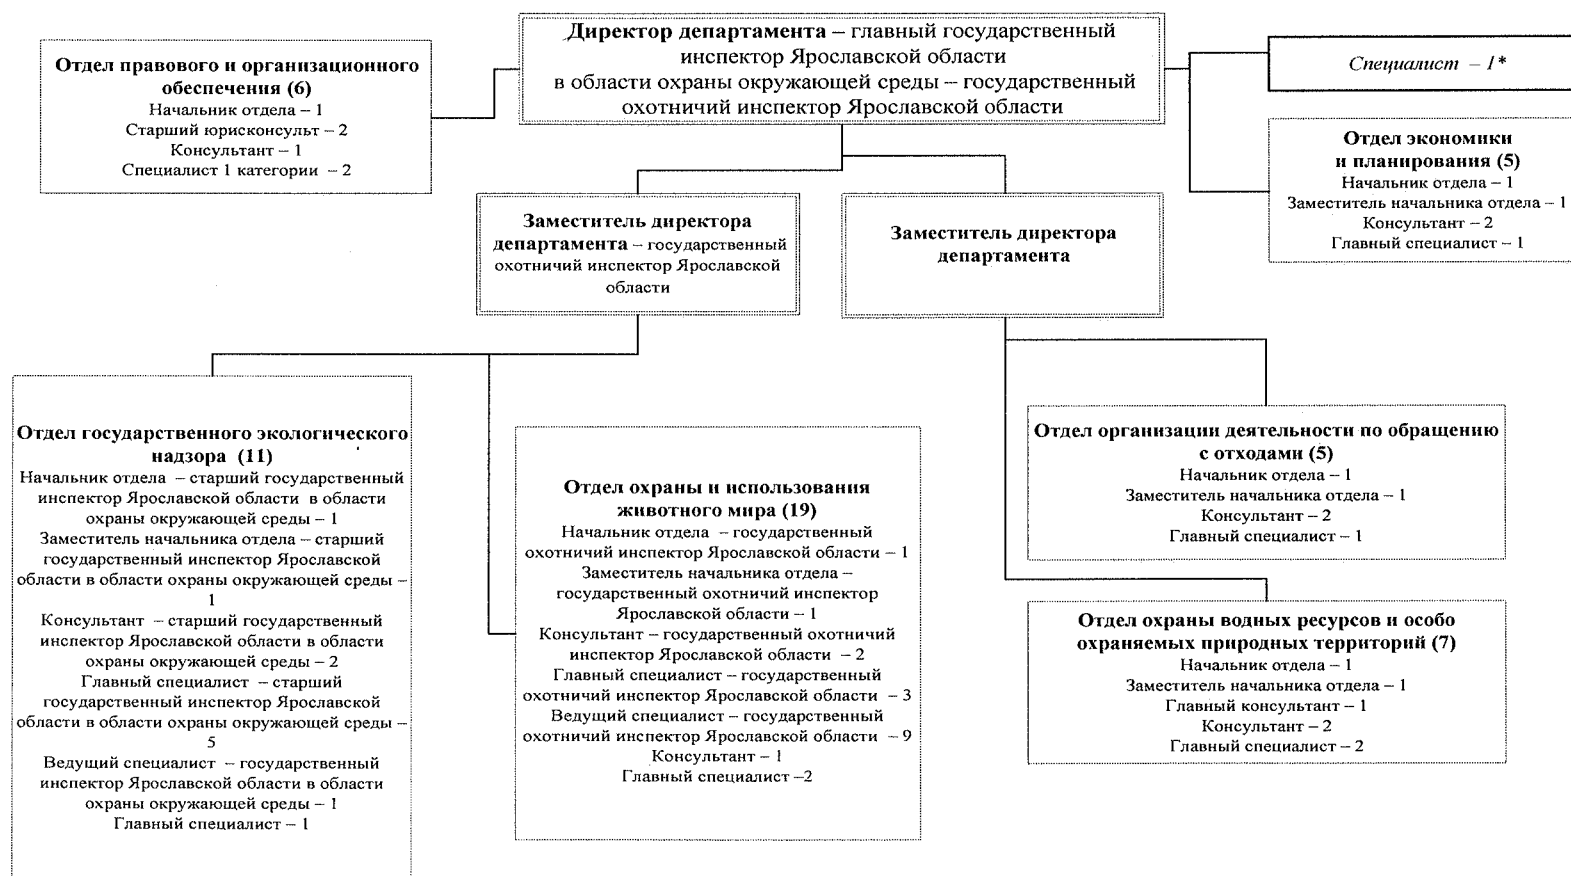 Директор департамента – главный государственный
инспектор Ярославской области
в области охраны окружающей среды – государственный
охотничий инспектор Ярославской области
Отдел правового и организационного
обеспечения (6)
Начальник отдела – 1
Старший юрисконсульт – 2
Консультант – 1
Специалист 1 категории – 2
Специалист – 1*
Отдел экономики
и планирования (5)
Начальник отдела – 1
Заместитель начальника отдела – 1
Консультант – 2
Главный специалист – 1
Заместитель директора
департамента – государственный
охотничий инспектор Ярославской
области
Заместитель директора
департамента
Отдел государственного экологического
надзора (11)
Начальник отдела – старший государственный
инспектор Ярославской области в области
охраны окружающей среды – 1
Заместитель начальника отдела – старший
государственный инспектор Ярославской
области в области охраны окружающей среды –
1
Консультант – старший государственный
инспектор Ярославской области в области
охраны окружающей среды – 2
Главный специалист – старший
государственный инспектор Ярославской
области в области охраны окружающей среды –
5
Ведущий специалист – государственный
инспектор Ярославской области в области
охраны окружающей среды – 1
Главный специалист – 1
Отдел охраны и использования
животного мира (19)
Начальник отдела – государственный
охотничий инспектор Ярославской области – 1
Заместитель начальника отдела –
государственный охотничий инспектор
Ярославской области – 1
Консультант – государственный охотничий
инспектор Ярославской области – 2
Главный специалист – государственный
охотничий инспектор Ярославской области – 3
Ведущий специалист – государственный
охотничий инспектор Ярославской области – 9
Консультант – 1
Главный специалист –2
Отдел организации деятельности по обращению
с отходами (5)
Начальник отдела – 1
Заместитель начальника отдела – 1
Консультант – 2
Главный специалист – 1
Отдел охраны водных ресурсов и особо
охраняемых природных территорий (7)
Начальник отдела – 1
Заместитель начальника отдела – 1
Главный консультант – 1
Консультант – 2
Главный специалист – 2